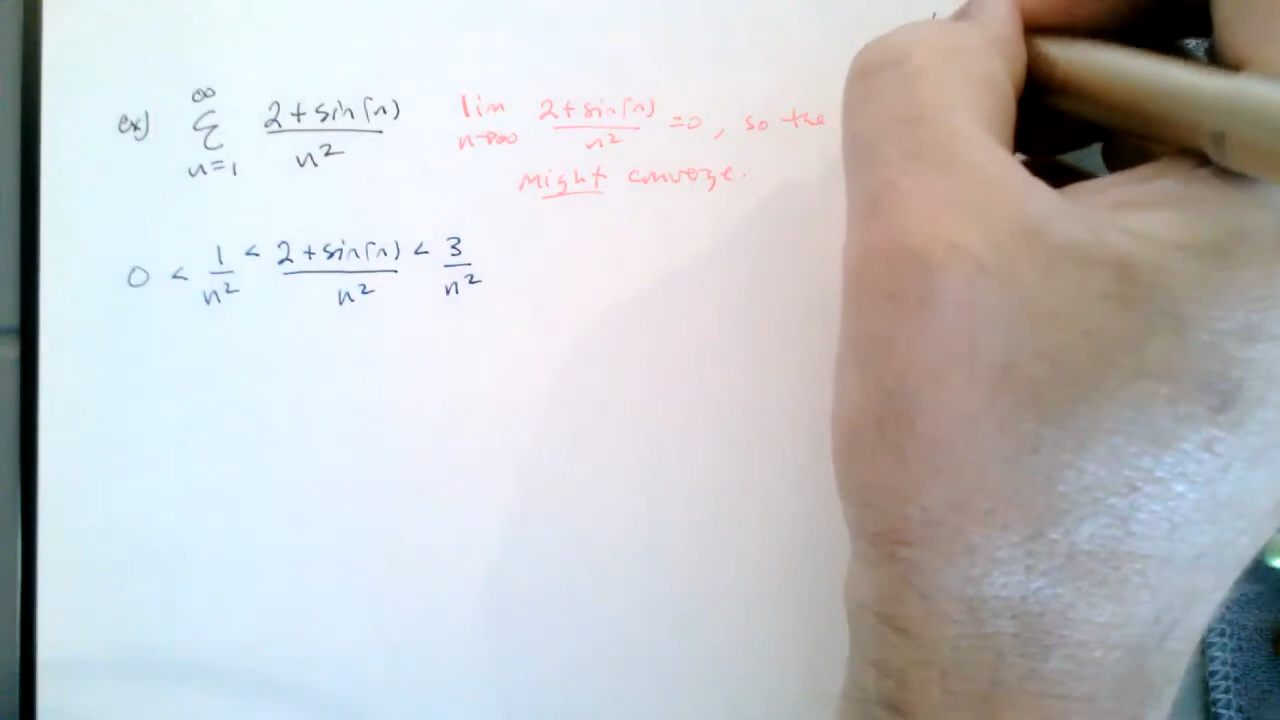 ex) ∞ Σ n=1 2+sin(n) / n²
lim n→∞ 2+sin(n) / n² =0, so the
might converge.
0 < 1/n² < 2+sin(n) / n² < 3/n²